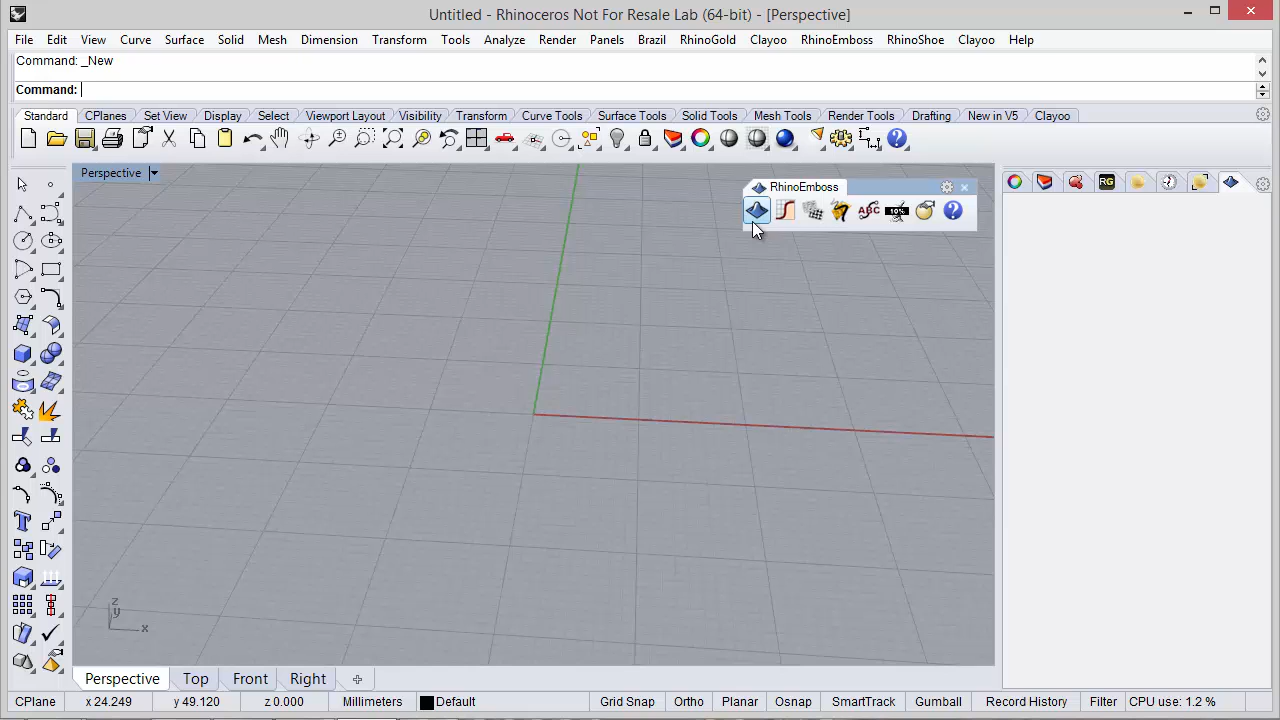 Untitled - Rhinoceros Not For Resale Lab (64-bit) - [Perspective]
File Edit View Curve Surface Solid Mesh Dimension Transform Tools Analyze Render Panels Brazil RhinoGold Clayoo RhinoEmboss RhinoShoe Clayoo Help
Command: _New
Command:
Standard CPlanes Set View Display Select Viewport Layout Visibility Transform Curve Tools Surface Tools Solid Tools Mesh Tools Render Tools Drafting New in V5 Clayoo
Perspective
RhinoEmboss
RG
ABC 10%
z
y
x
Perspective Top Front Right
CPlane x 24.249 y 49.120 z 0.000 Millimeters Default Grid Snap Ortho Planar Osnap SmartTrack Gumball Record History Filter CPU use: 1.2 %